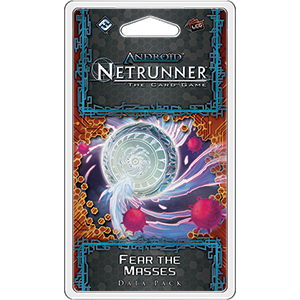 ANDROID
NETRUNNER
THE CARD GAME
LCG
FEAR THE
MASSES
DATA PACK